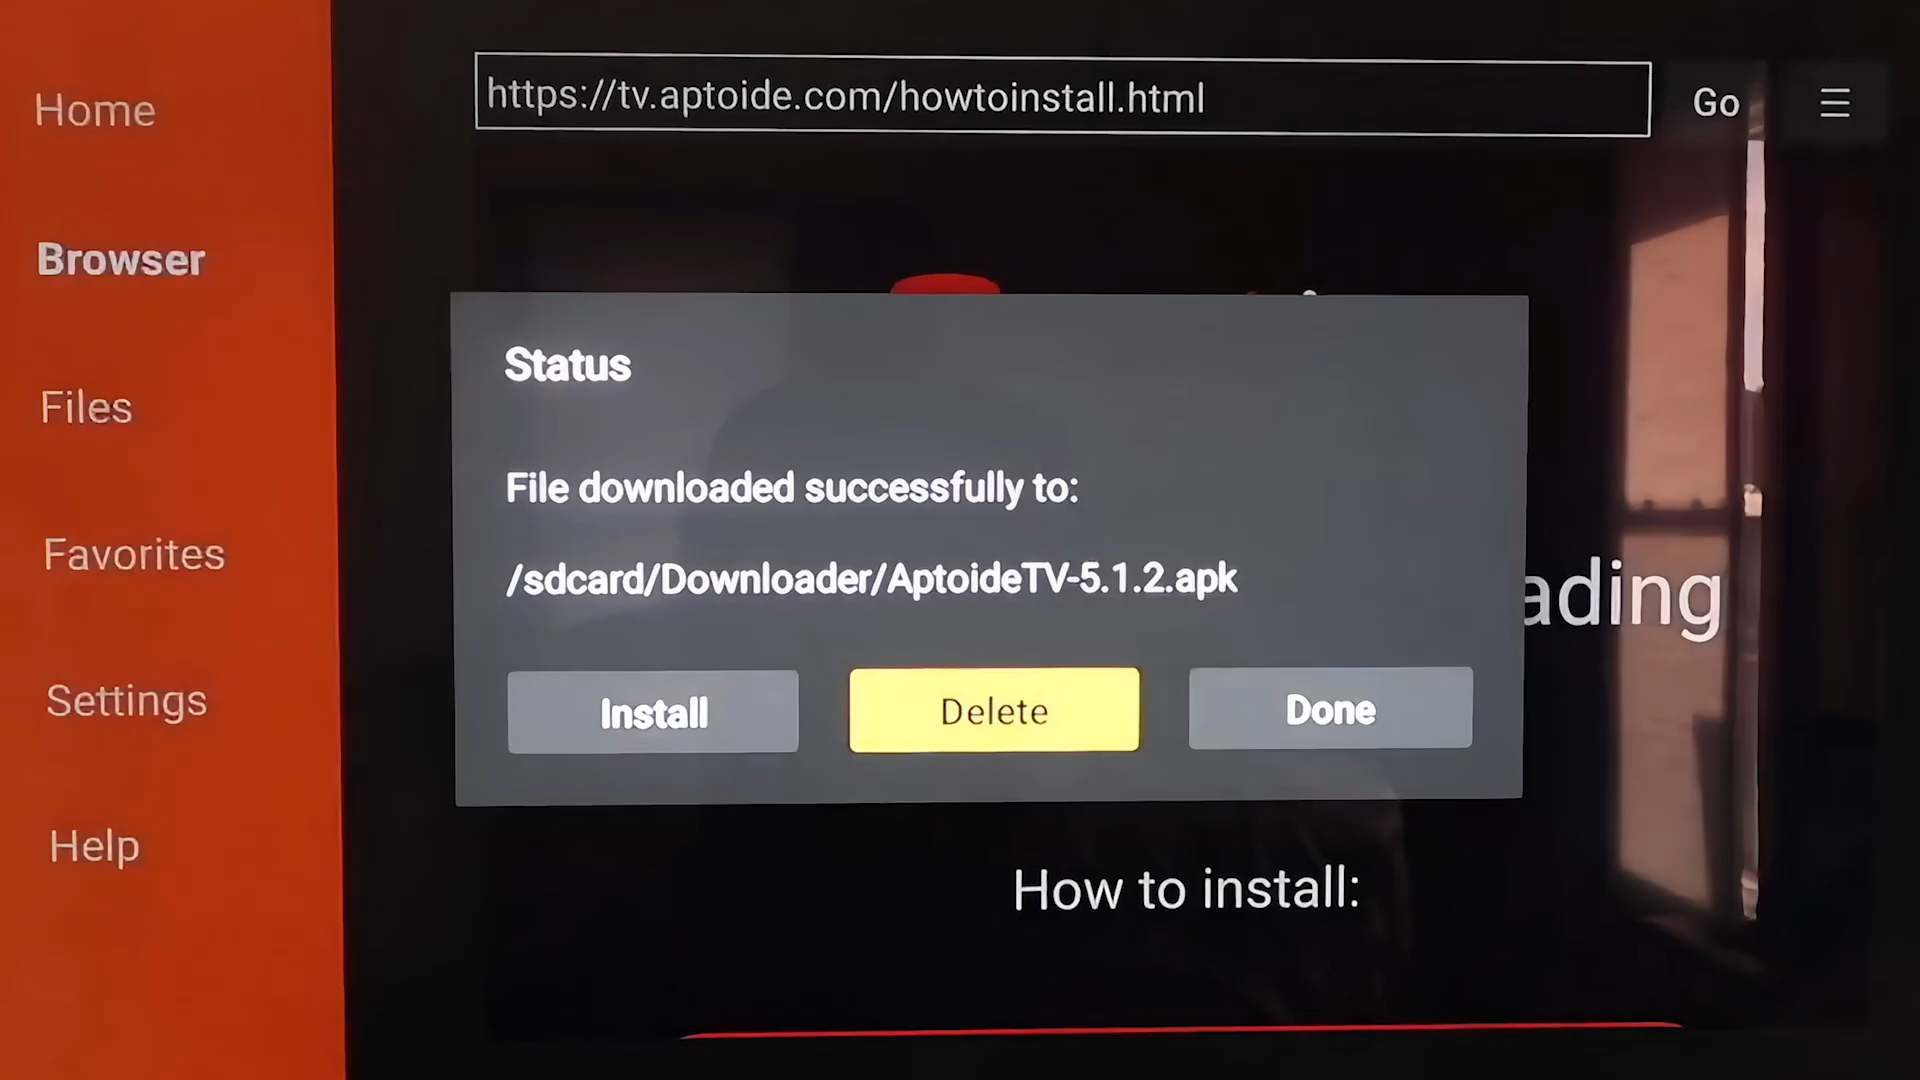 https://tv.aptoide.com/howtoinstall.html
Go
Home
Browser
Files
Favorites
Settings
Help
Status
File downloaded successfully to:
/sdcard/Downloader/AptoideTV-5.1.2.apk
Install
Delete
Done
ading
How to install: